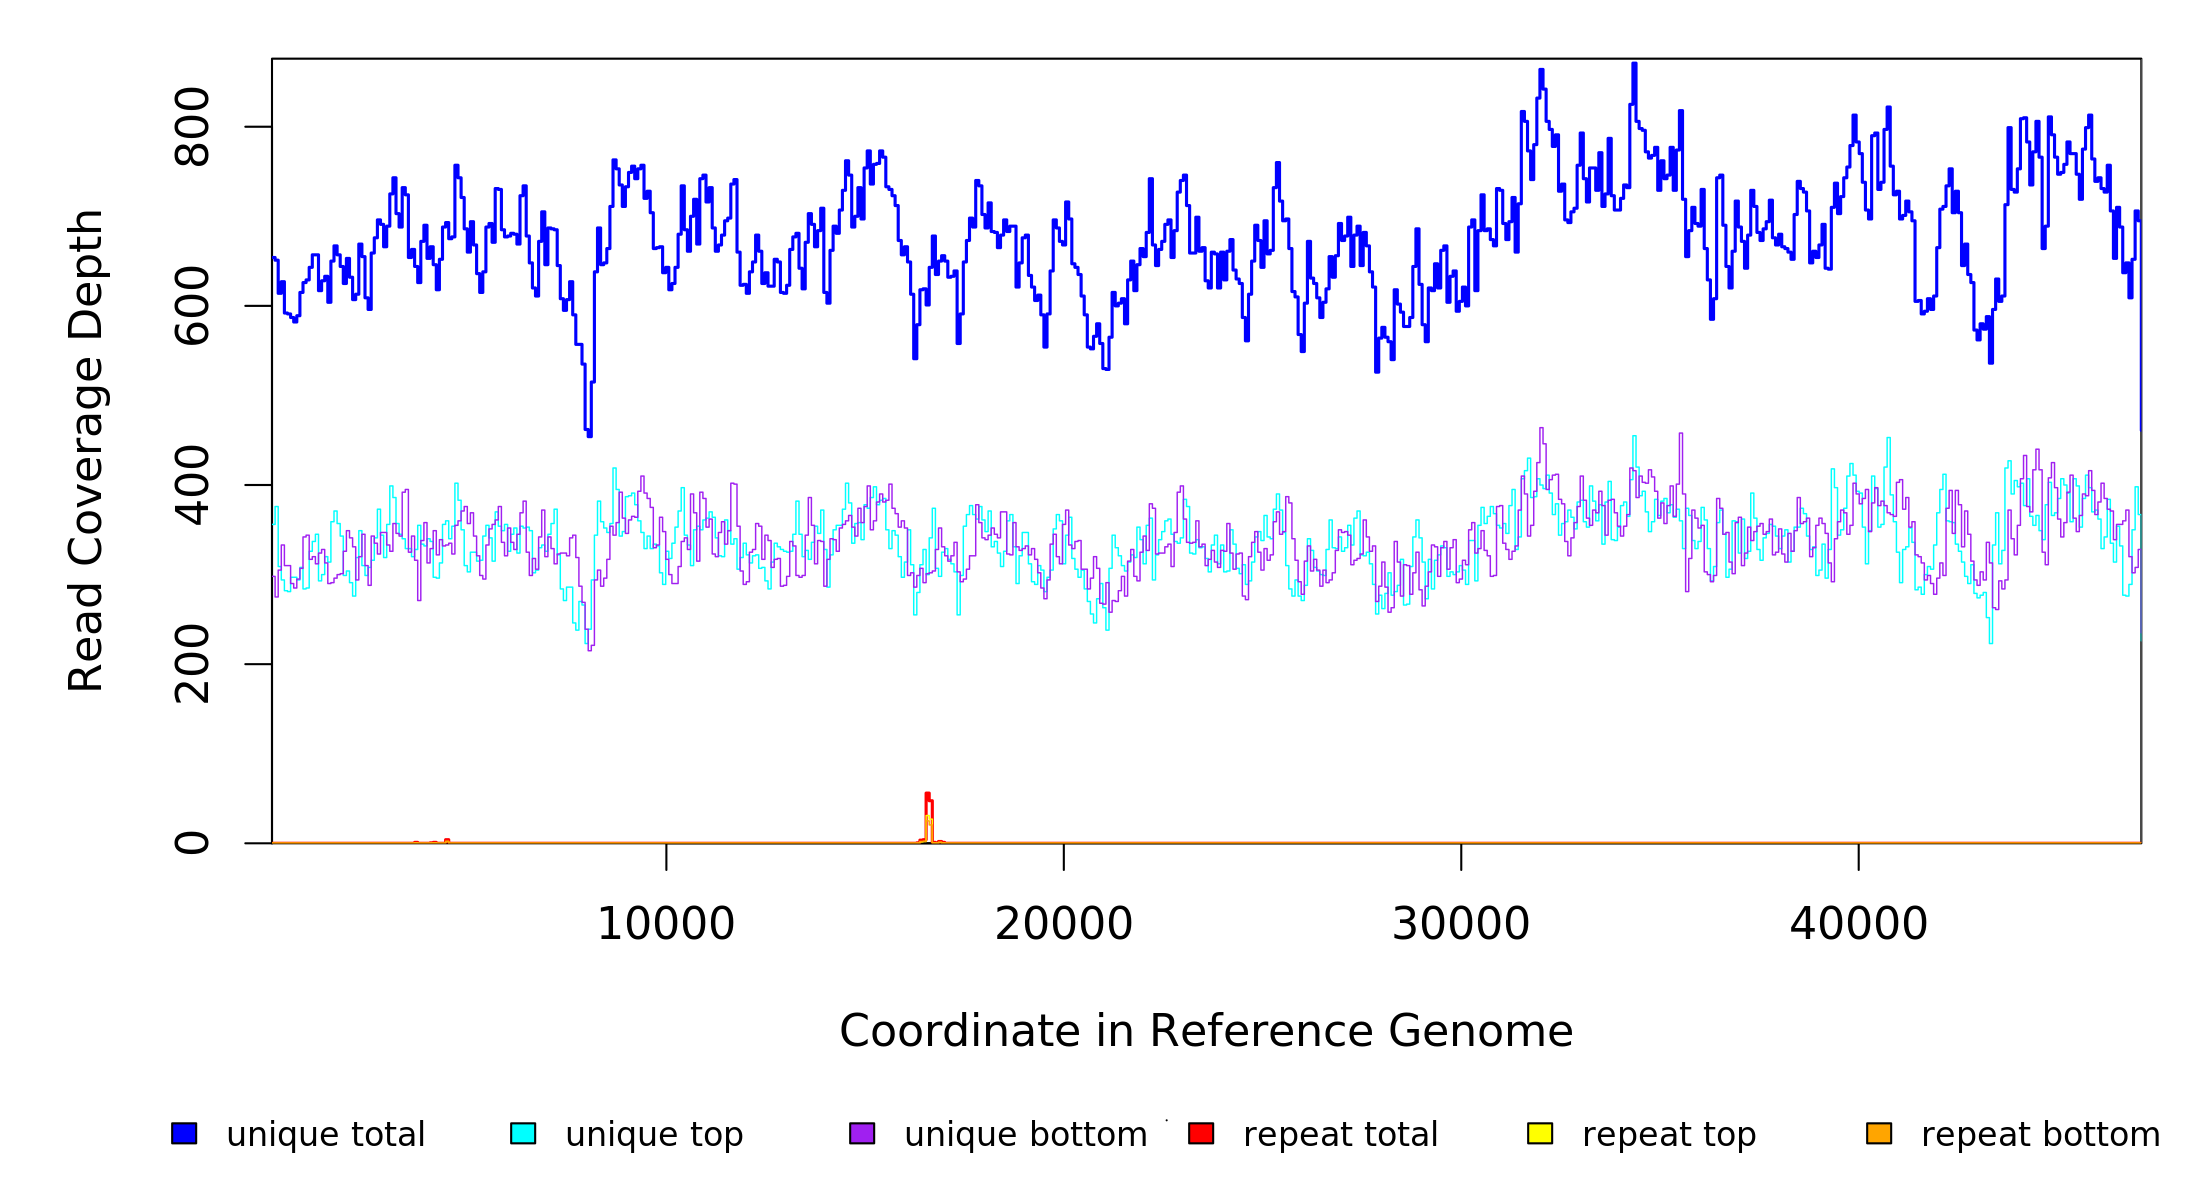 Read Coverage Depth
800
600
400
200
0
10000 20000 30000 40000
Coordinate in Reference Genome
unique total unique top unique bottom repeat total repeat top repeat bottom